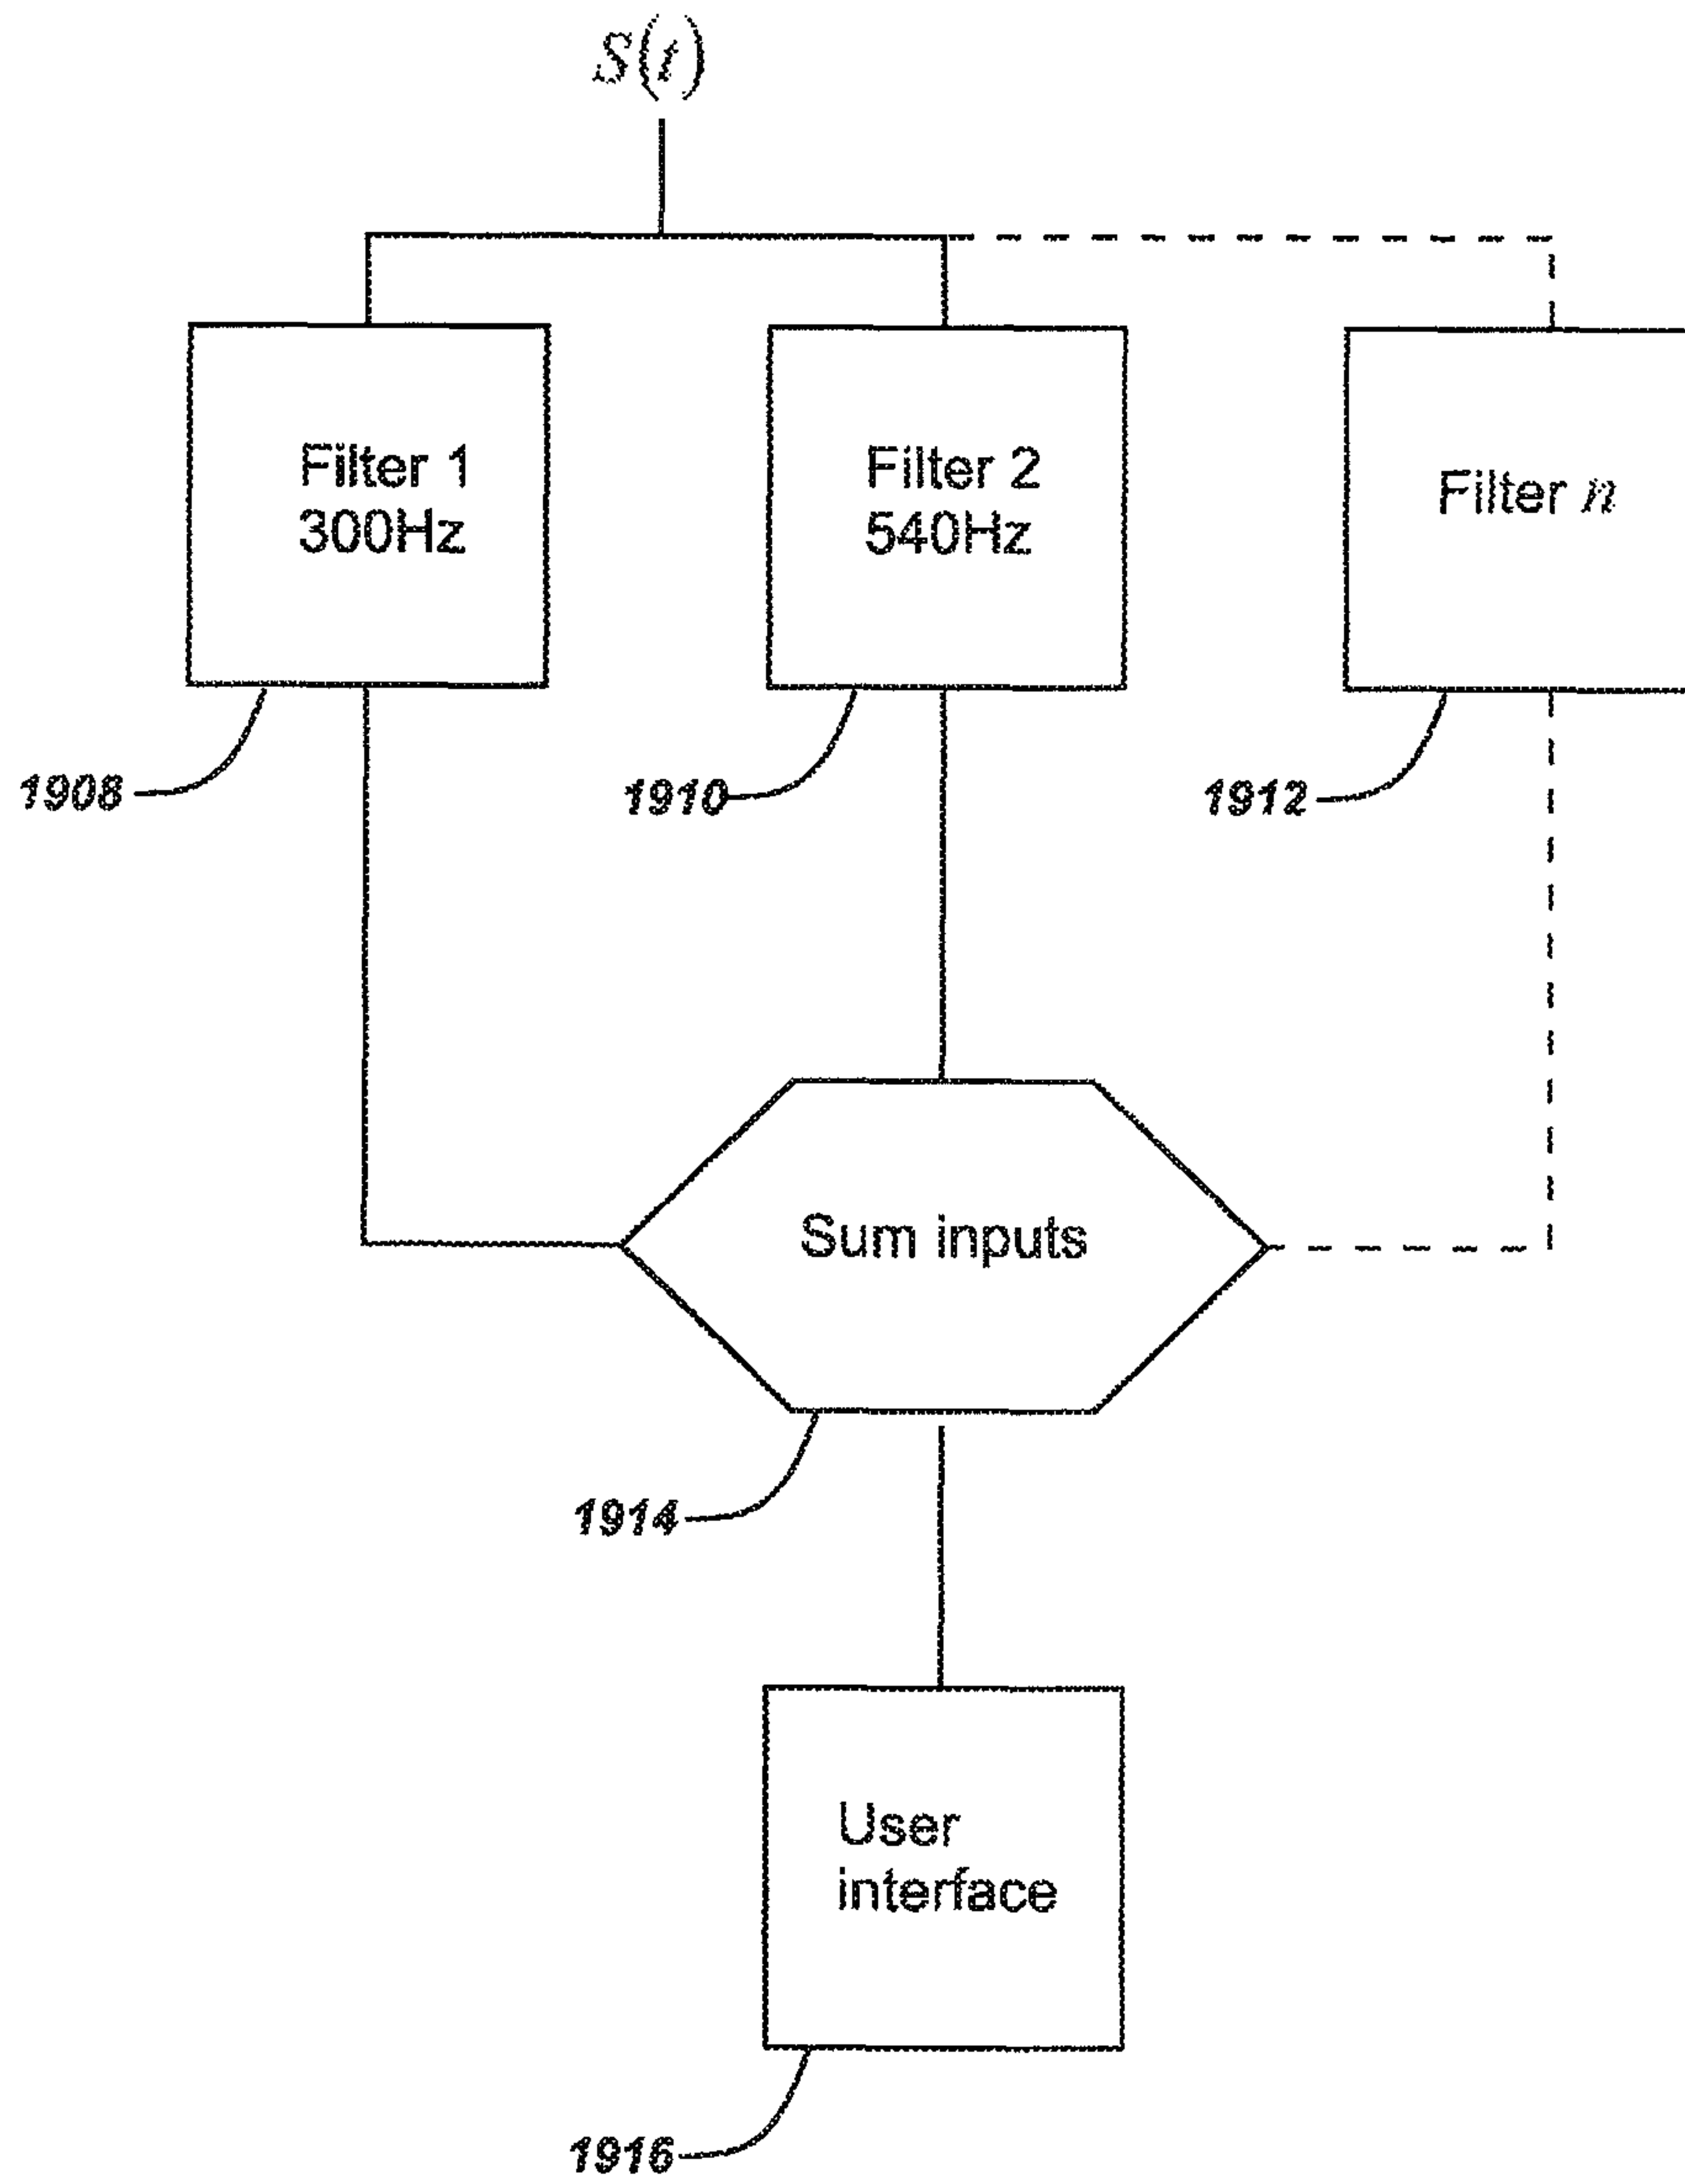 S(t)
Filter 1
300Hz
Filter 2
540Hz
Filter n
1908
1910
1912
Sum inputs
1914
User
interface
1916